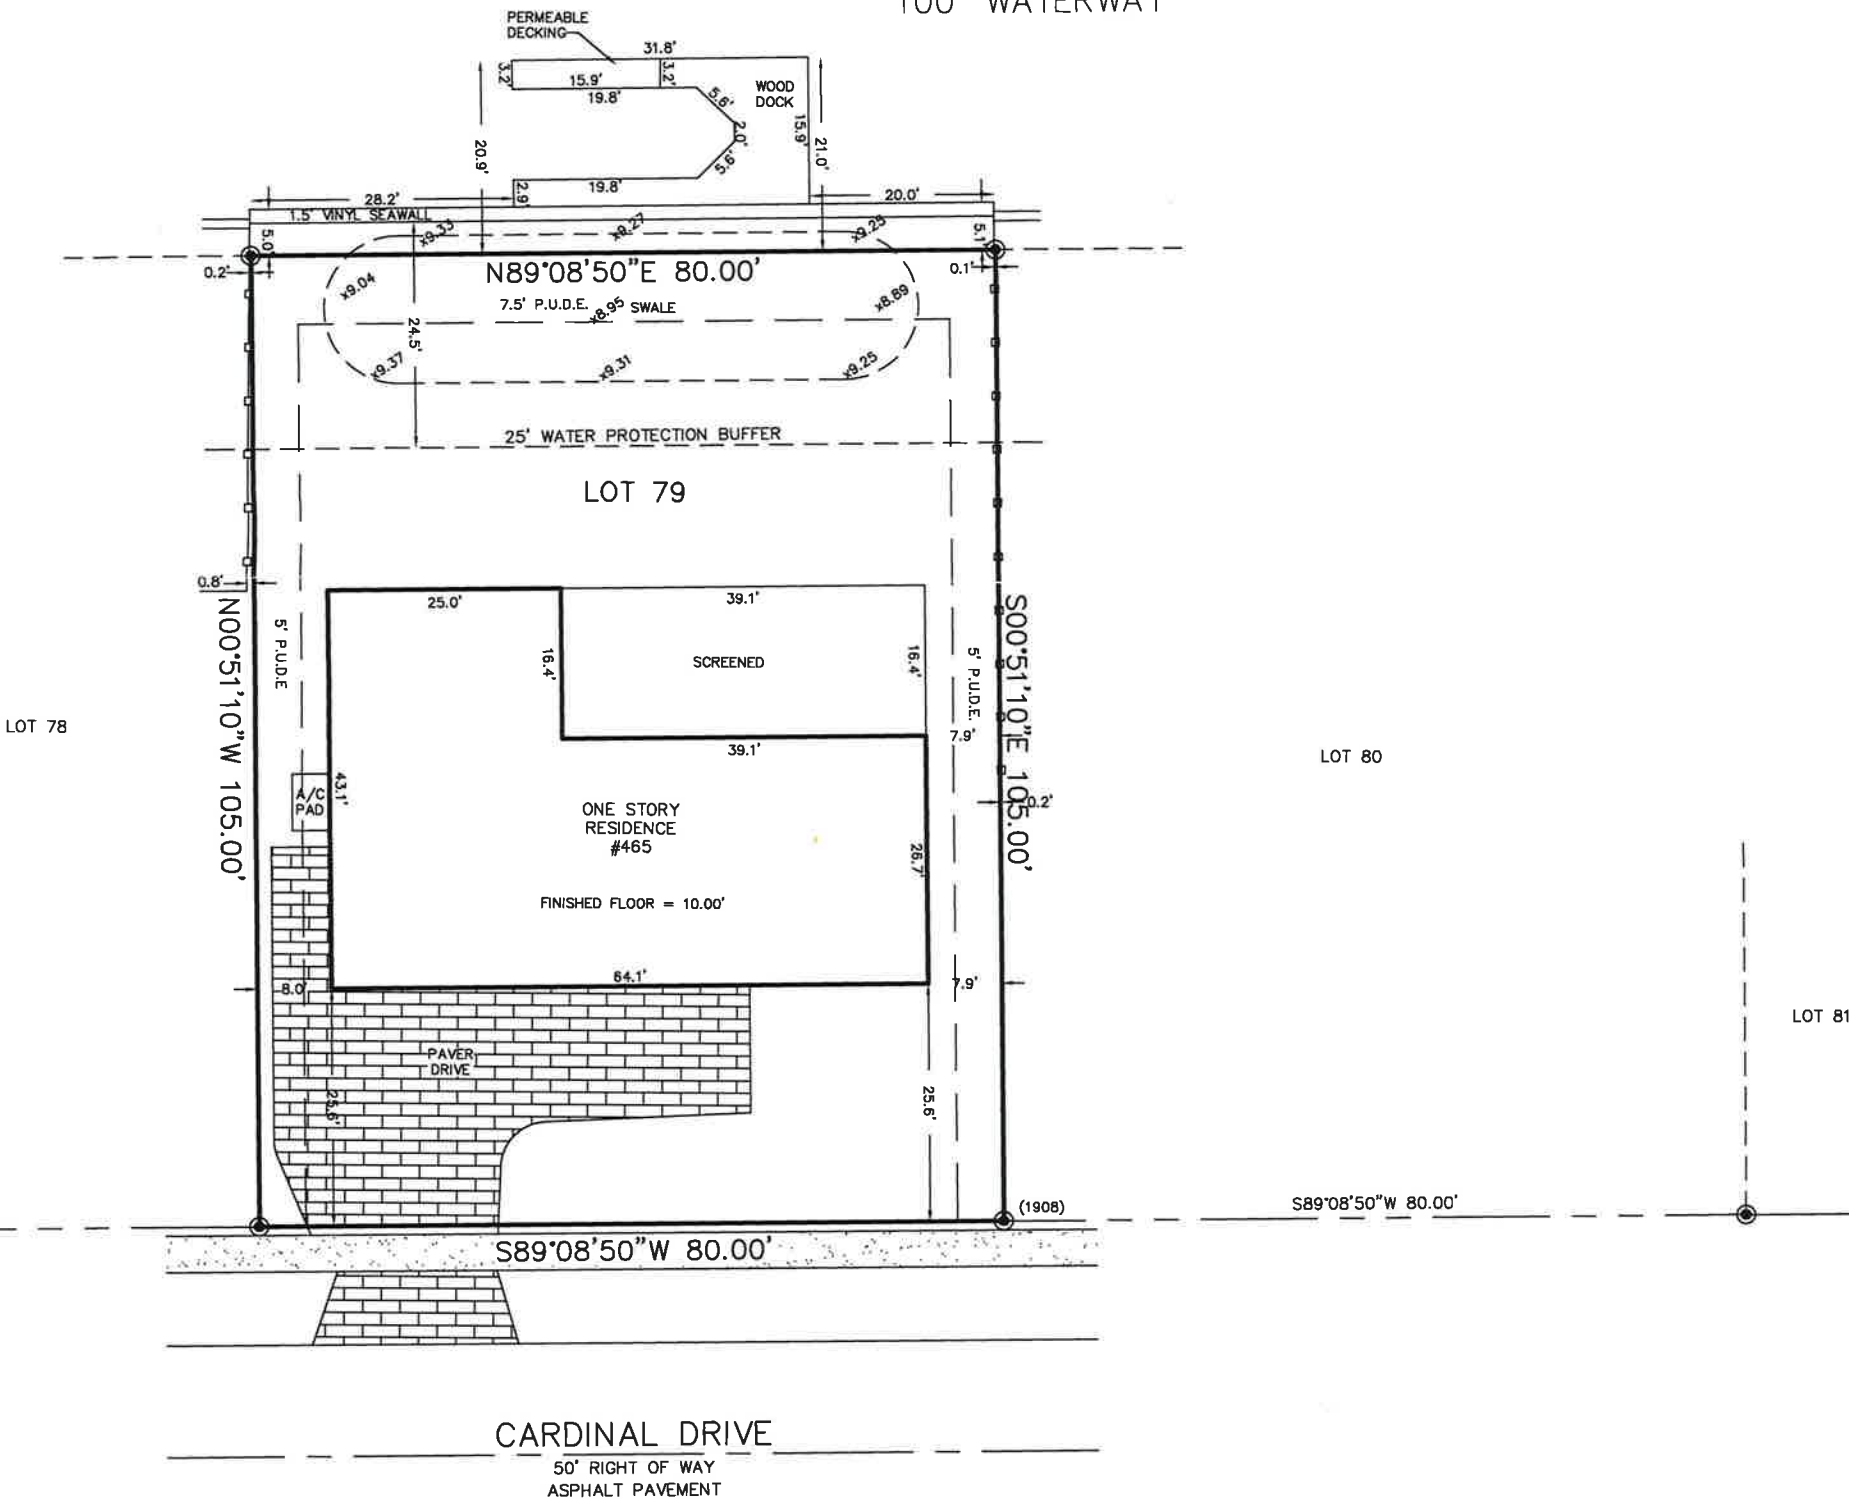 100' WATERWAY
PERMEABLE
DECKING
31.8'
3.2'
15.9'
3.2'
19.8'
WOOD
DOCK
5.6'
2.0'
5.6'
15.9'
21.0'
20.9'
19.8'
2.9'
28.2'
20.0'
1.5' VINYL SEAWALL
5.0'
x9.33
x9.27
x9.25
5.1'
0.2'
N89°08'50"E 80.00'
0.1'
x9.04
7.5' P.U.D.E.
x8.95
SWALE
x8.89
24.5'
x9.37
x9.31
x9.25
25' WATER PROTECTION BUFFER
LOT 79
0.8'
25.0'
39.1'
N00°51'10"W 105.00'
5' P.U.D.E
16.4'
SCREENED
16.4'
5' P.U.D.E.
S00°51'10"E 105.00'
LOT 78
7.9'
39.1'
LOT 80
A/C
PAD
43.1'
ONE STORY
RESIDENCE
#465
0.2'
26.7'
FINISHED FLOOR = 10.00'
64.1'
8.0'
7.9'
LOT 81
PAVER
DRIVE
25.6'
25.6'
(1908)
S89°08'50"W 80.00'
S89°08'50"W 80.00'
CARDINAL DRIVE
50' RIGHT OF WAY
ASPHALT PAVEMENT